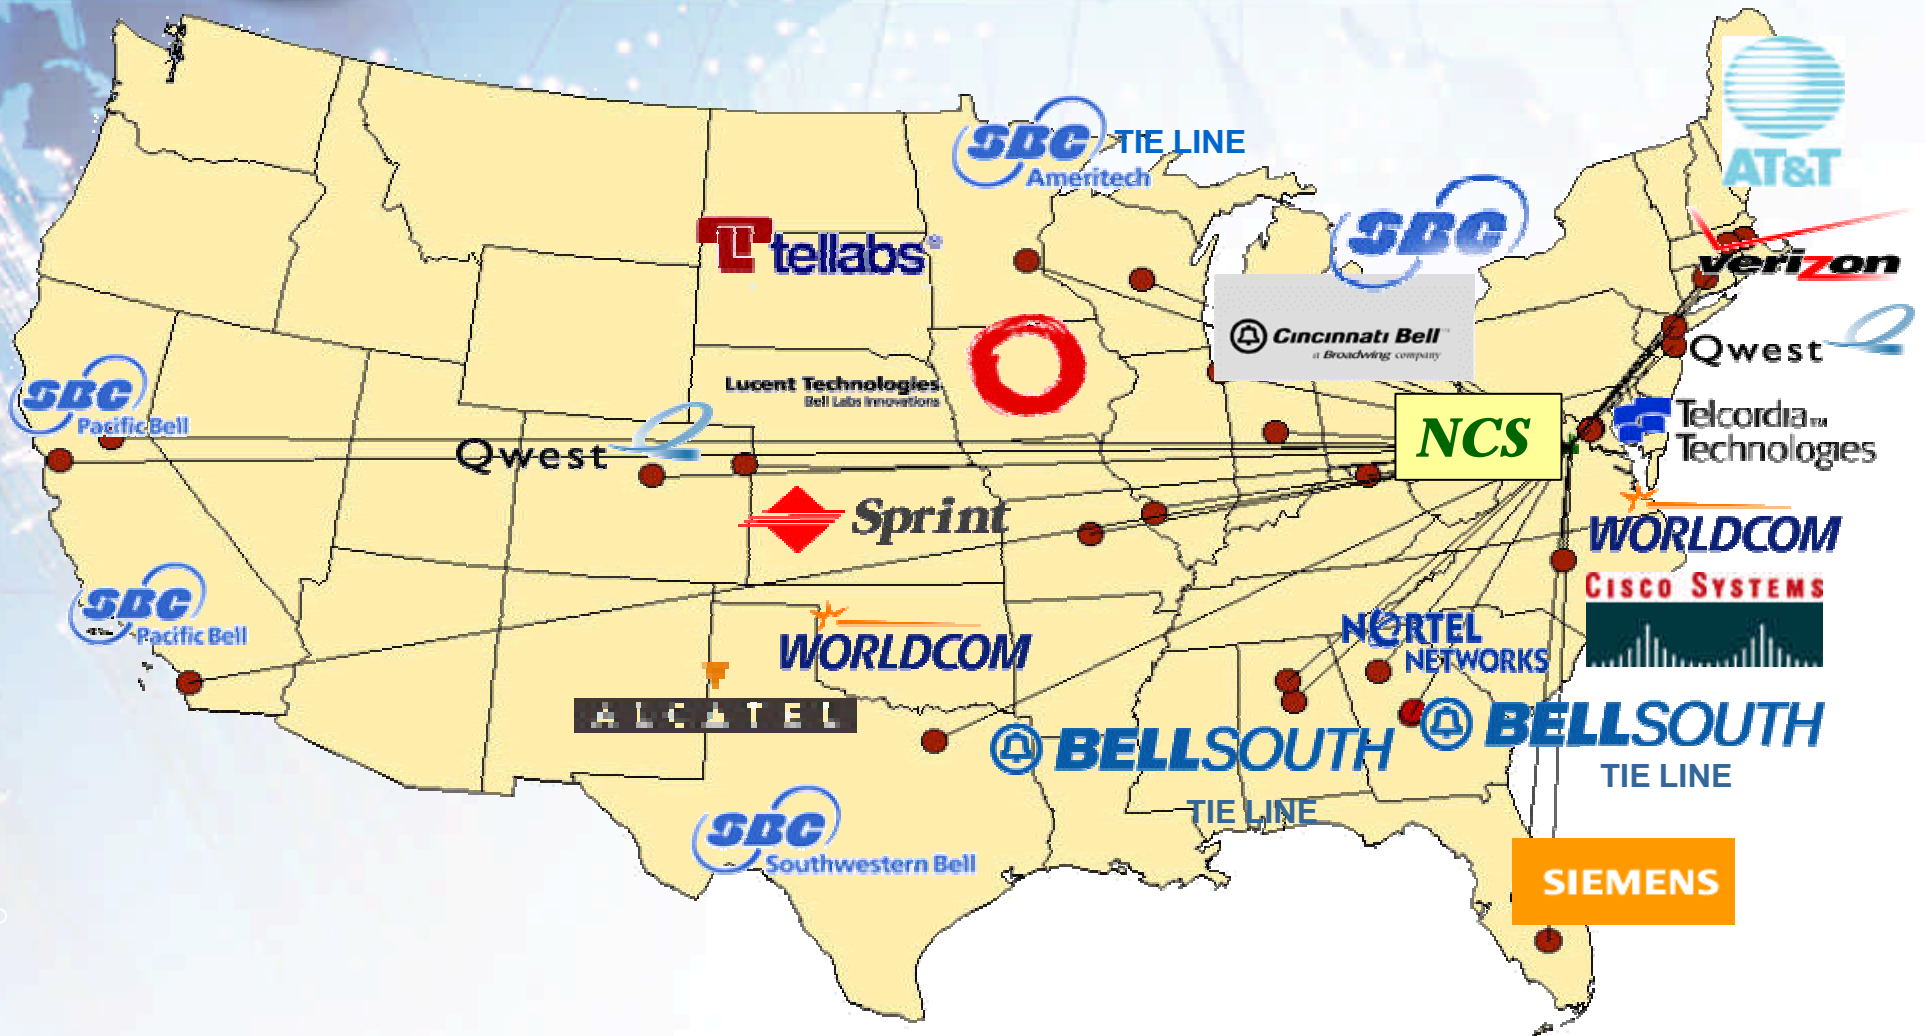 AT&T
SBC TIE LINE
Ameritech
SBC
tellabs®
verizon
Cincinnati Bell™
a Broadwing company
Qwest
SBC
Pacific Bell
Lucent Technologies
Bell Labs Innovations
Telcordia™
Technologies
NCS
Qwest
Sprint
WORLDCOM
CISCO SYSTEMS
SBC
Pacific Bell
WORLDCOM
NORTEL
NETWORKS
ALCATEL
BELLSOUTH
TIE LINE
BELLSOUTH
TIE LINE
SBC
Southwestern Bell
SIEMENS